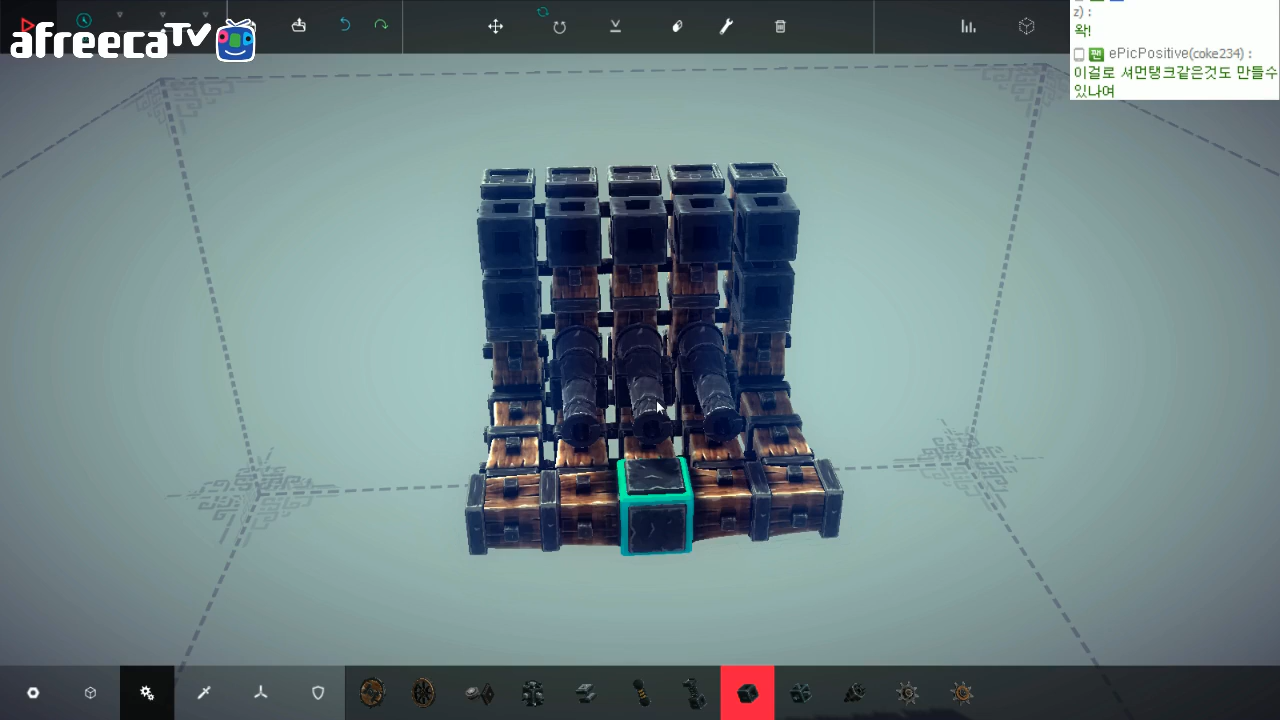 afreecaTV
z) :
왁!
팬 ePicPositive(coke234) :
이걸로 셔먼탱크같은것도 만들수
있나여